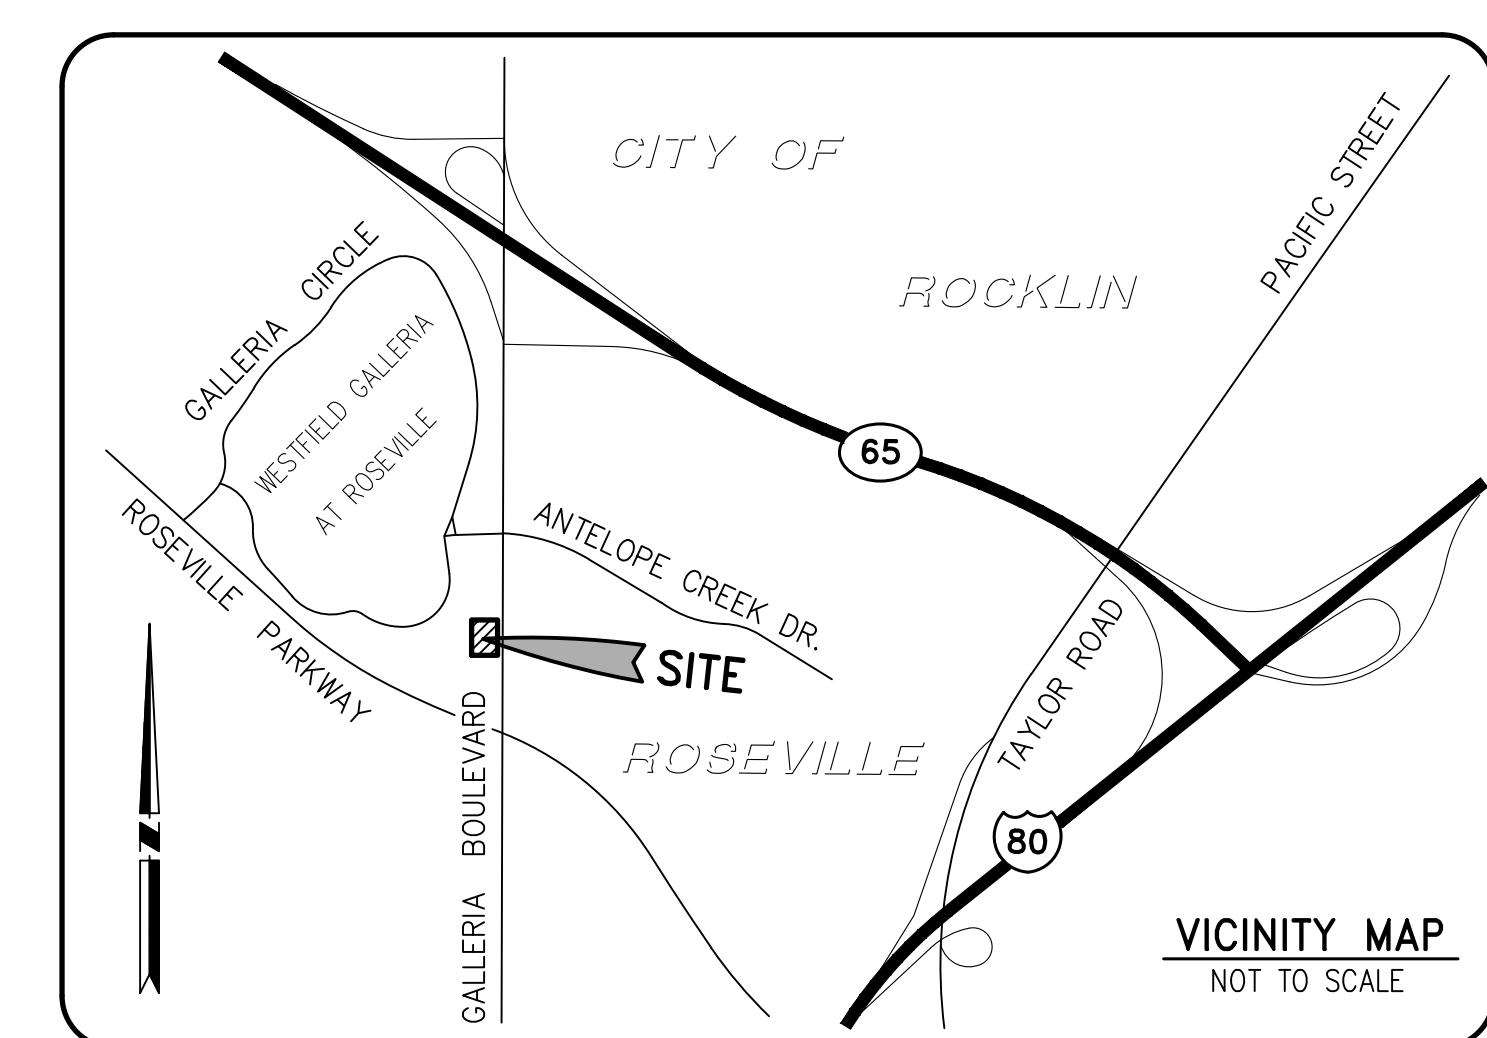 CITY OF
ROCKLIN
PACIFIC STREET
GALLERIA CIRCLE
WESTFIELD GALLERIA
AT ROSEVILLE
65
ROSEVILLE PARKWAY
ANTELOPE CREEK DR.
SITE
TAYLOR ROAD
GALLERIA BOULEVARD
ROSEVILLE
80
N
VICINITY MAP
NOT TO SCALE